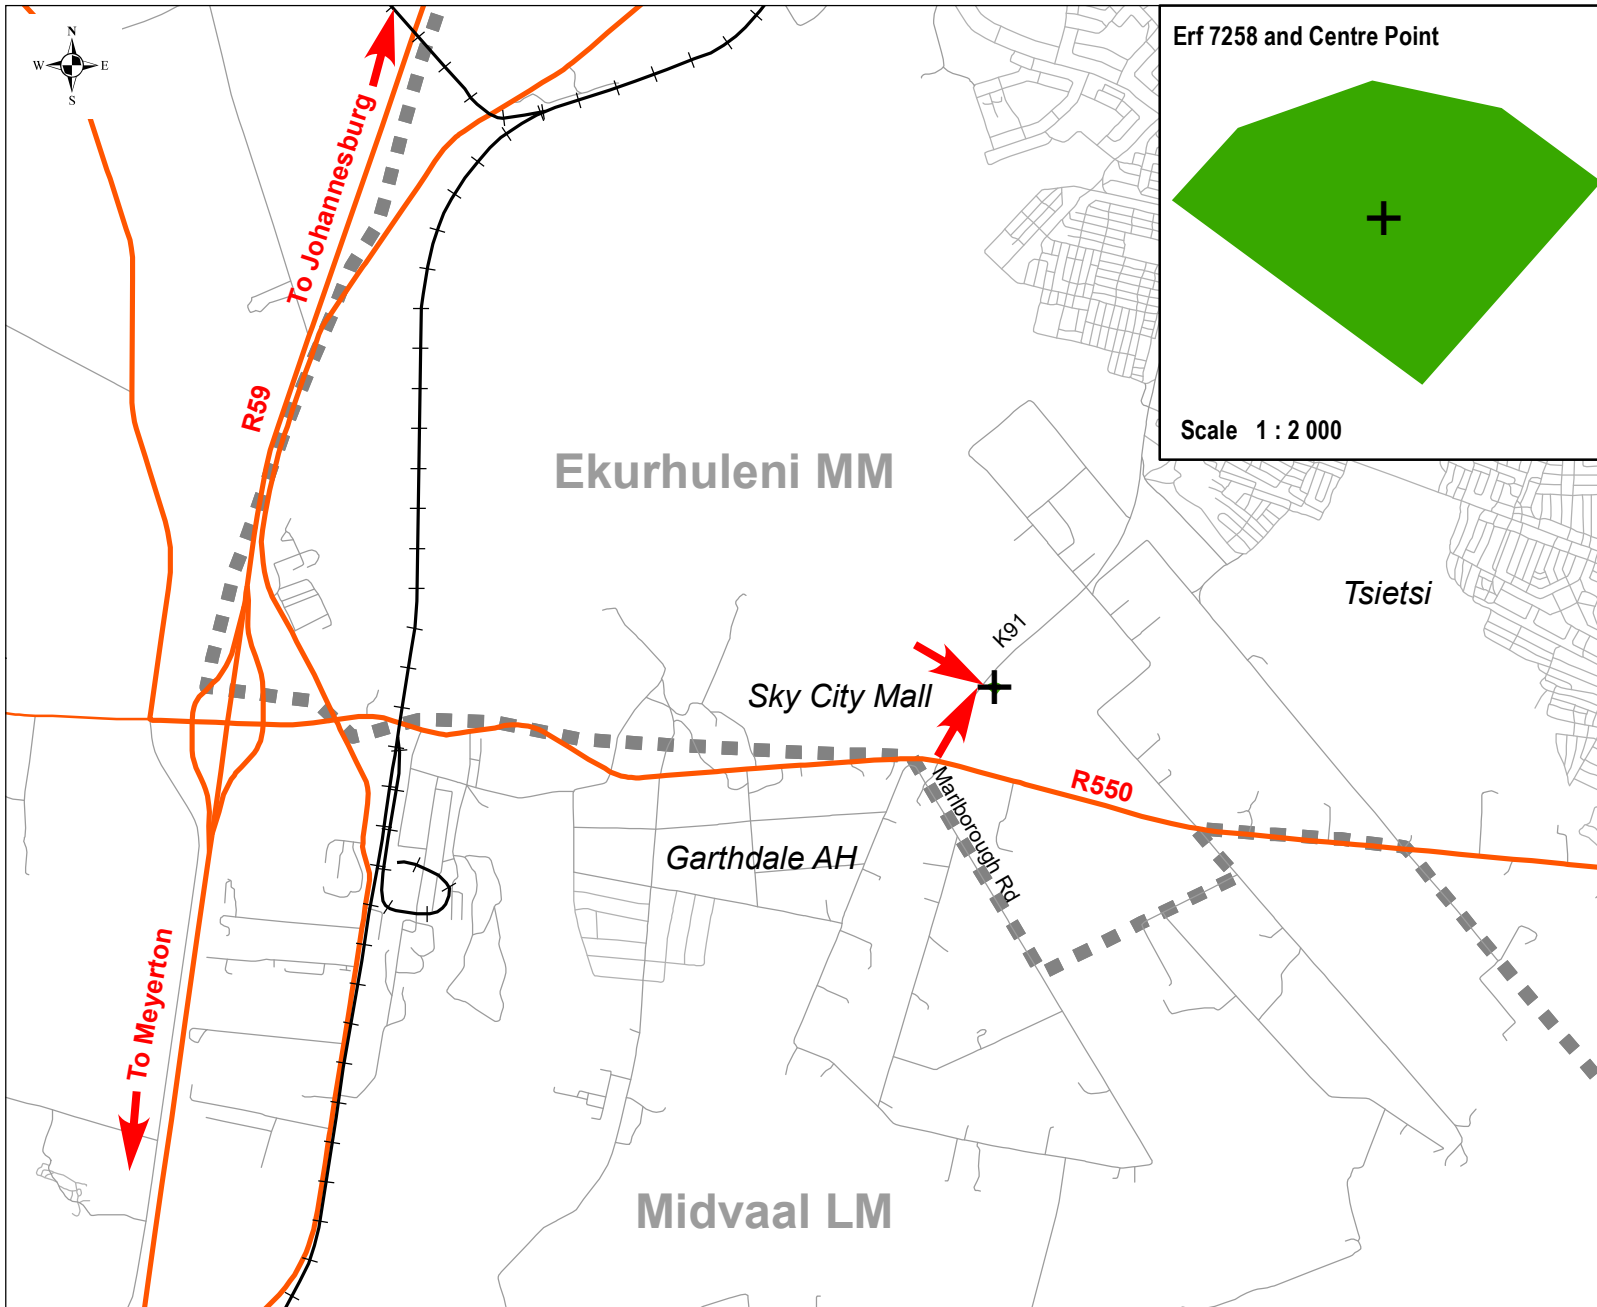 N
W E
S
Erf 7258 and Centre Point
Scale 1 : 2 000
To Johannesburg
R59
Ekurhuleni MM
Tsietsi
K91
Sky City Mall
R550
Marlborough Rd
Garthdale AH
To Meyerton
Midvaal LM